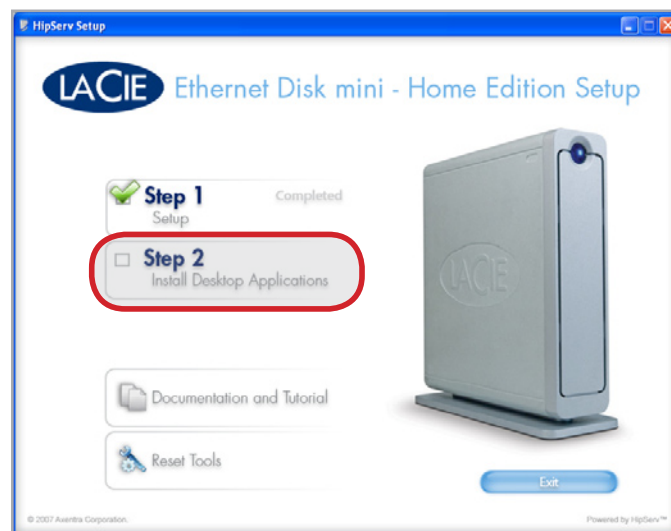 HipServ Setup
LACIE Ethernet Disk mini - Home Edition Setup
Step 1 Completed
Setup
Step 2
Install Desktop Applications
LACIE
Documentation and Tutorial
Reset Tools
Exit
© 2007 Axentra Corporation. Powered by HipServ™